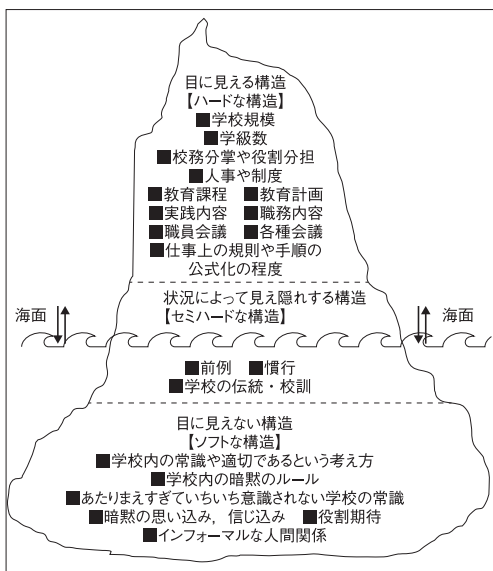 目に見える構造
【ハードな構造】
■学校規模
■学級数
■校務分掌や役割分担
■人事や制度
■教育課程 ■教育計画
■実践内容 ■職務内容
■職員会議 ■各種会議
■仕事上の規則や手順の
公式化の程度
状況によって見え隠れする構造
【セミハードな構造】
海面 海面
■前例 ■慣行
■学校の伝統・校訓
目に見えない構造
【ソフトな構造】
■学校内の常識や適切であるという考え方
■学校内の暗黙のルール
■あたりまえすぎていちいち意識されない学校の常識
■暗黙の思い込み，信じ込み ■役割期待
■インフォーマルな人間関係